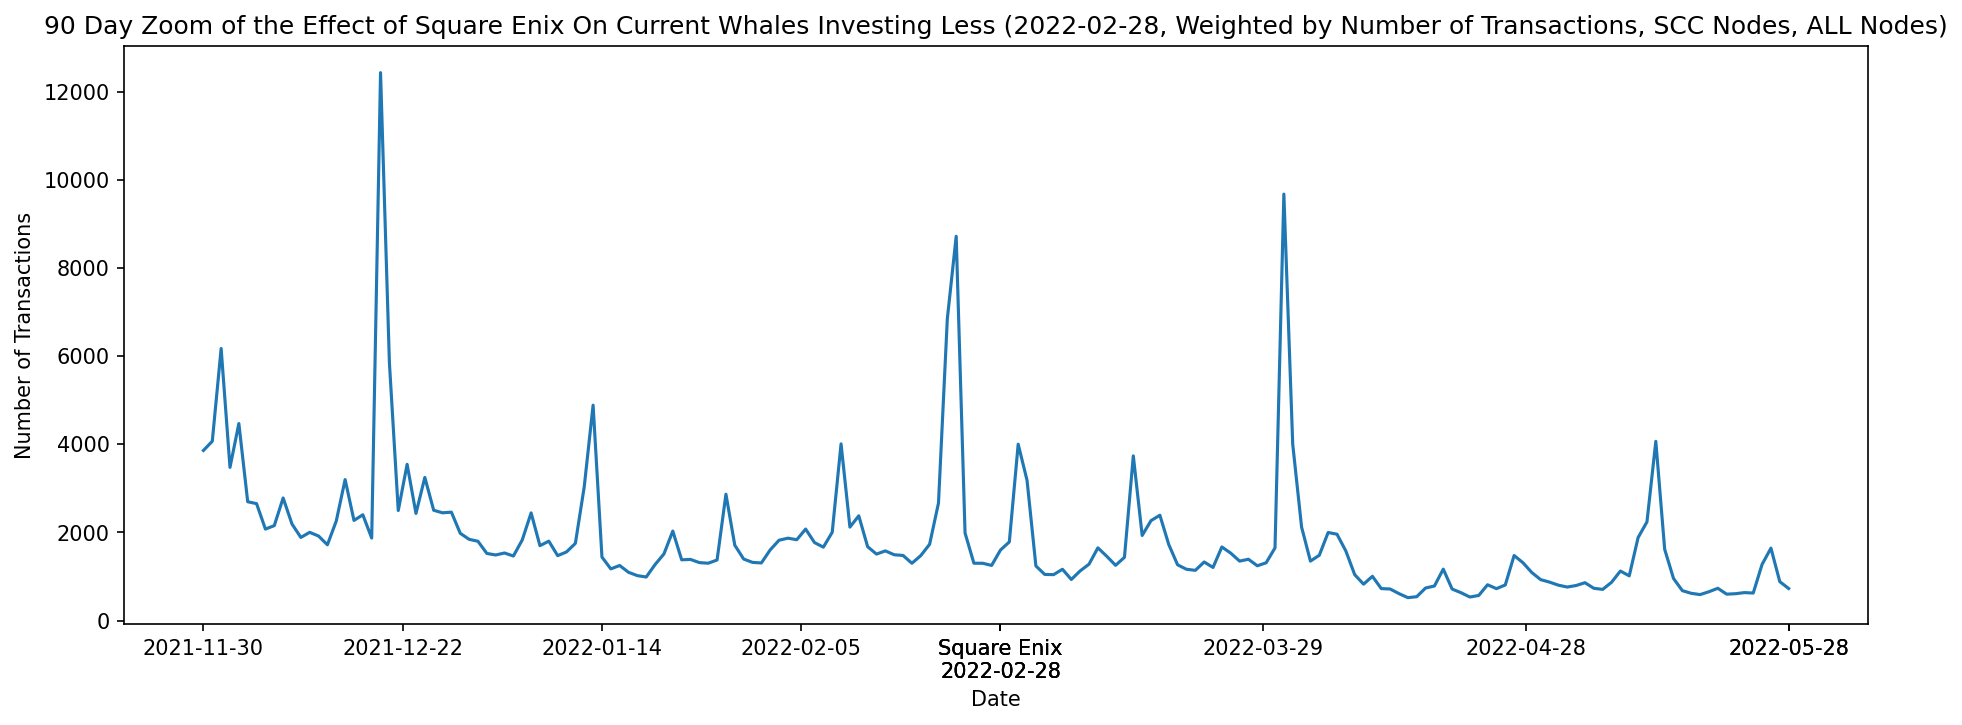 90 Day Zoom of the Effect of Square Enix On Current Whales Investing Less (2022-02-28, Weighted by Number of Transactions, SCC Nodes, ALL Nodes)
12000
10000
8000
6000
4000
2000
0
Number of Transactions
2021-11-30 2021-12-22 2022-01-14 2022-02-05 Square Enix 2022-03-29 2022-04-28 2022-05-28
2022-02-28
Date